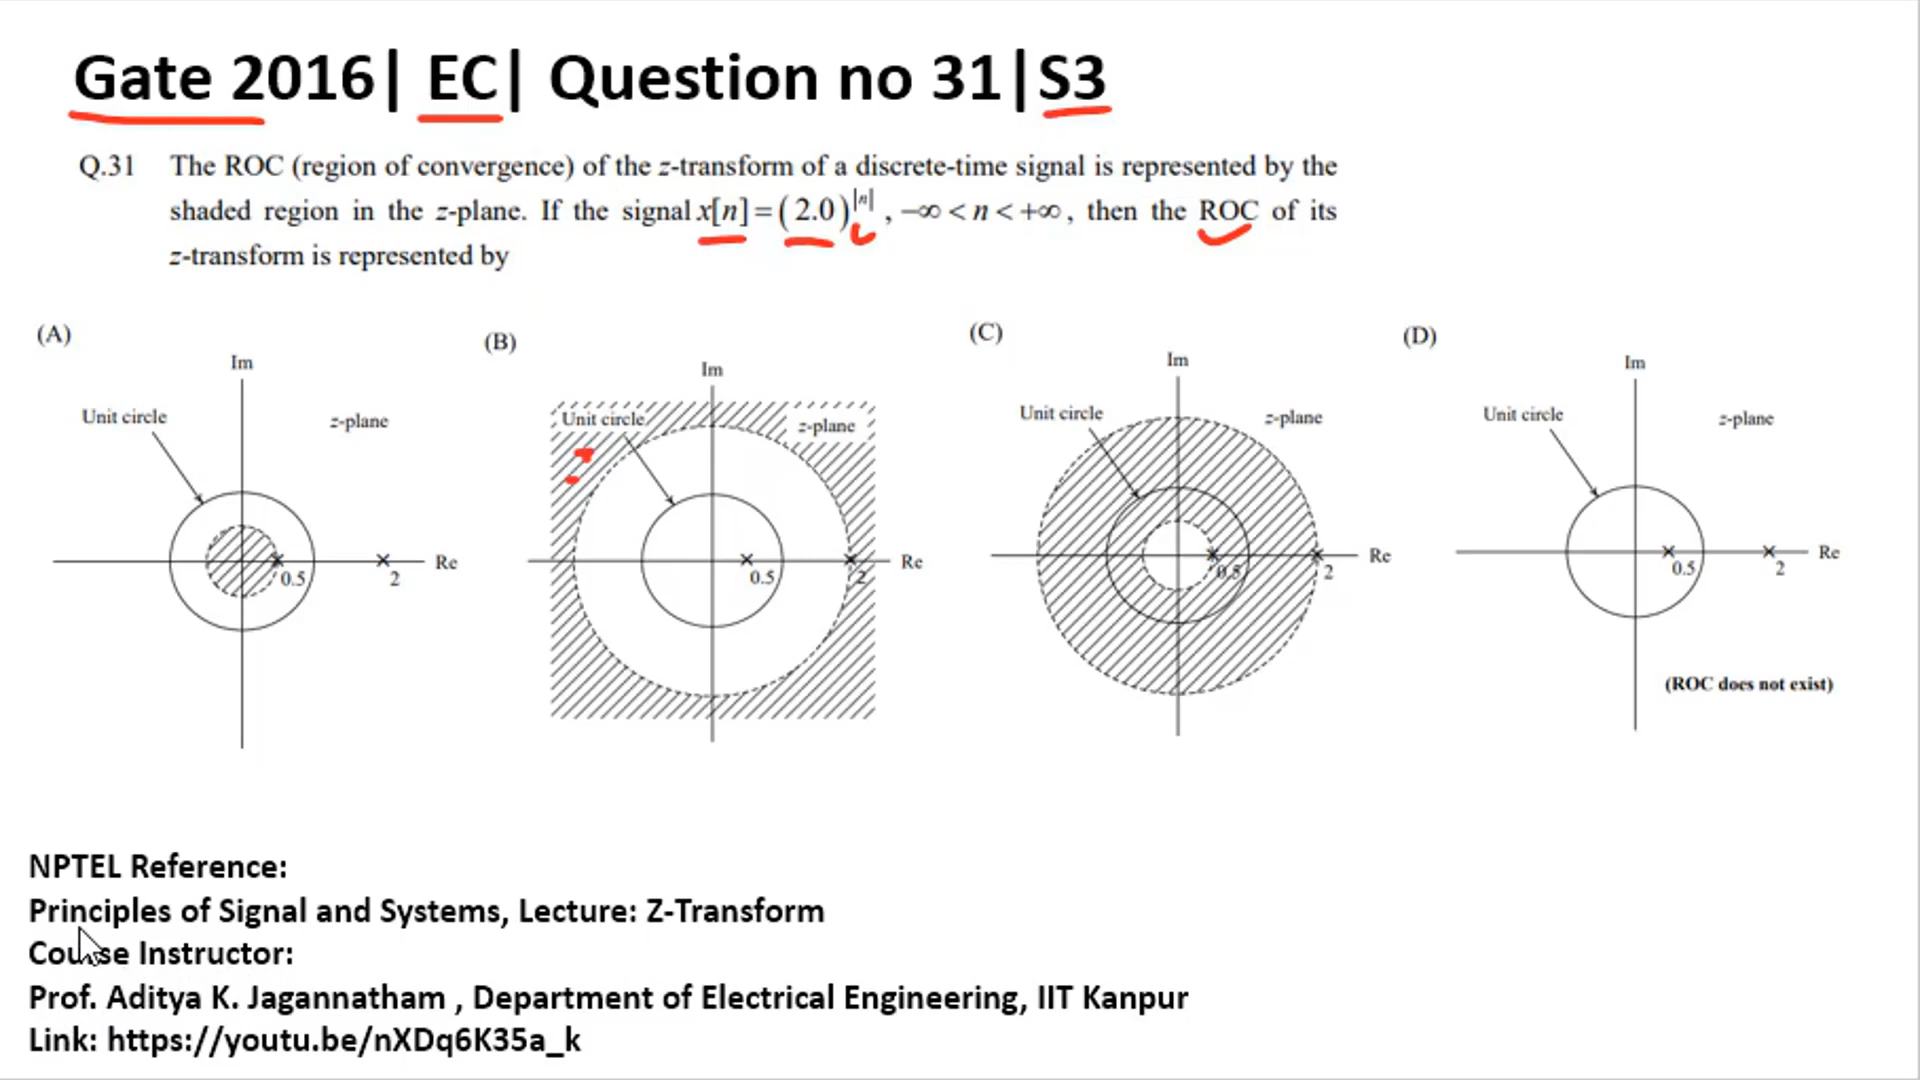 Gate 2016| EC| Question no 31|S3
Q.31 The ROC (region of convergence) of the z-transform of a discrete-time signal is represented by the
shaded region in the z-plane. If the signal x[n]=(2.0)^|n|, −∞<n<+∞, then the ROC of its
z-transform is represented by
(A)
Im
Unit circle
z-plane
Re
0.5
2
(B)
Im
Unit circle
z-plane
Re
0.5
2
(C)
Im
Unit circle
z-plane
Re
0.5
2
(D)
Im
Unit circle
z-plane
Re
0.5
2
(ROC does not exist)
NPTEL Reference:
Principles of Signal and Systems, Lecture: Z-Transform
Course Instructor:
Prof. Aditya K. Jagannatham , Department of Electrical Engineering, IIT Kanpur
Link: https://youtu.be/nXDq6K35a_k